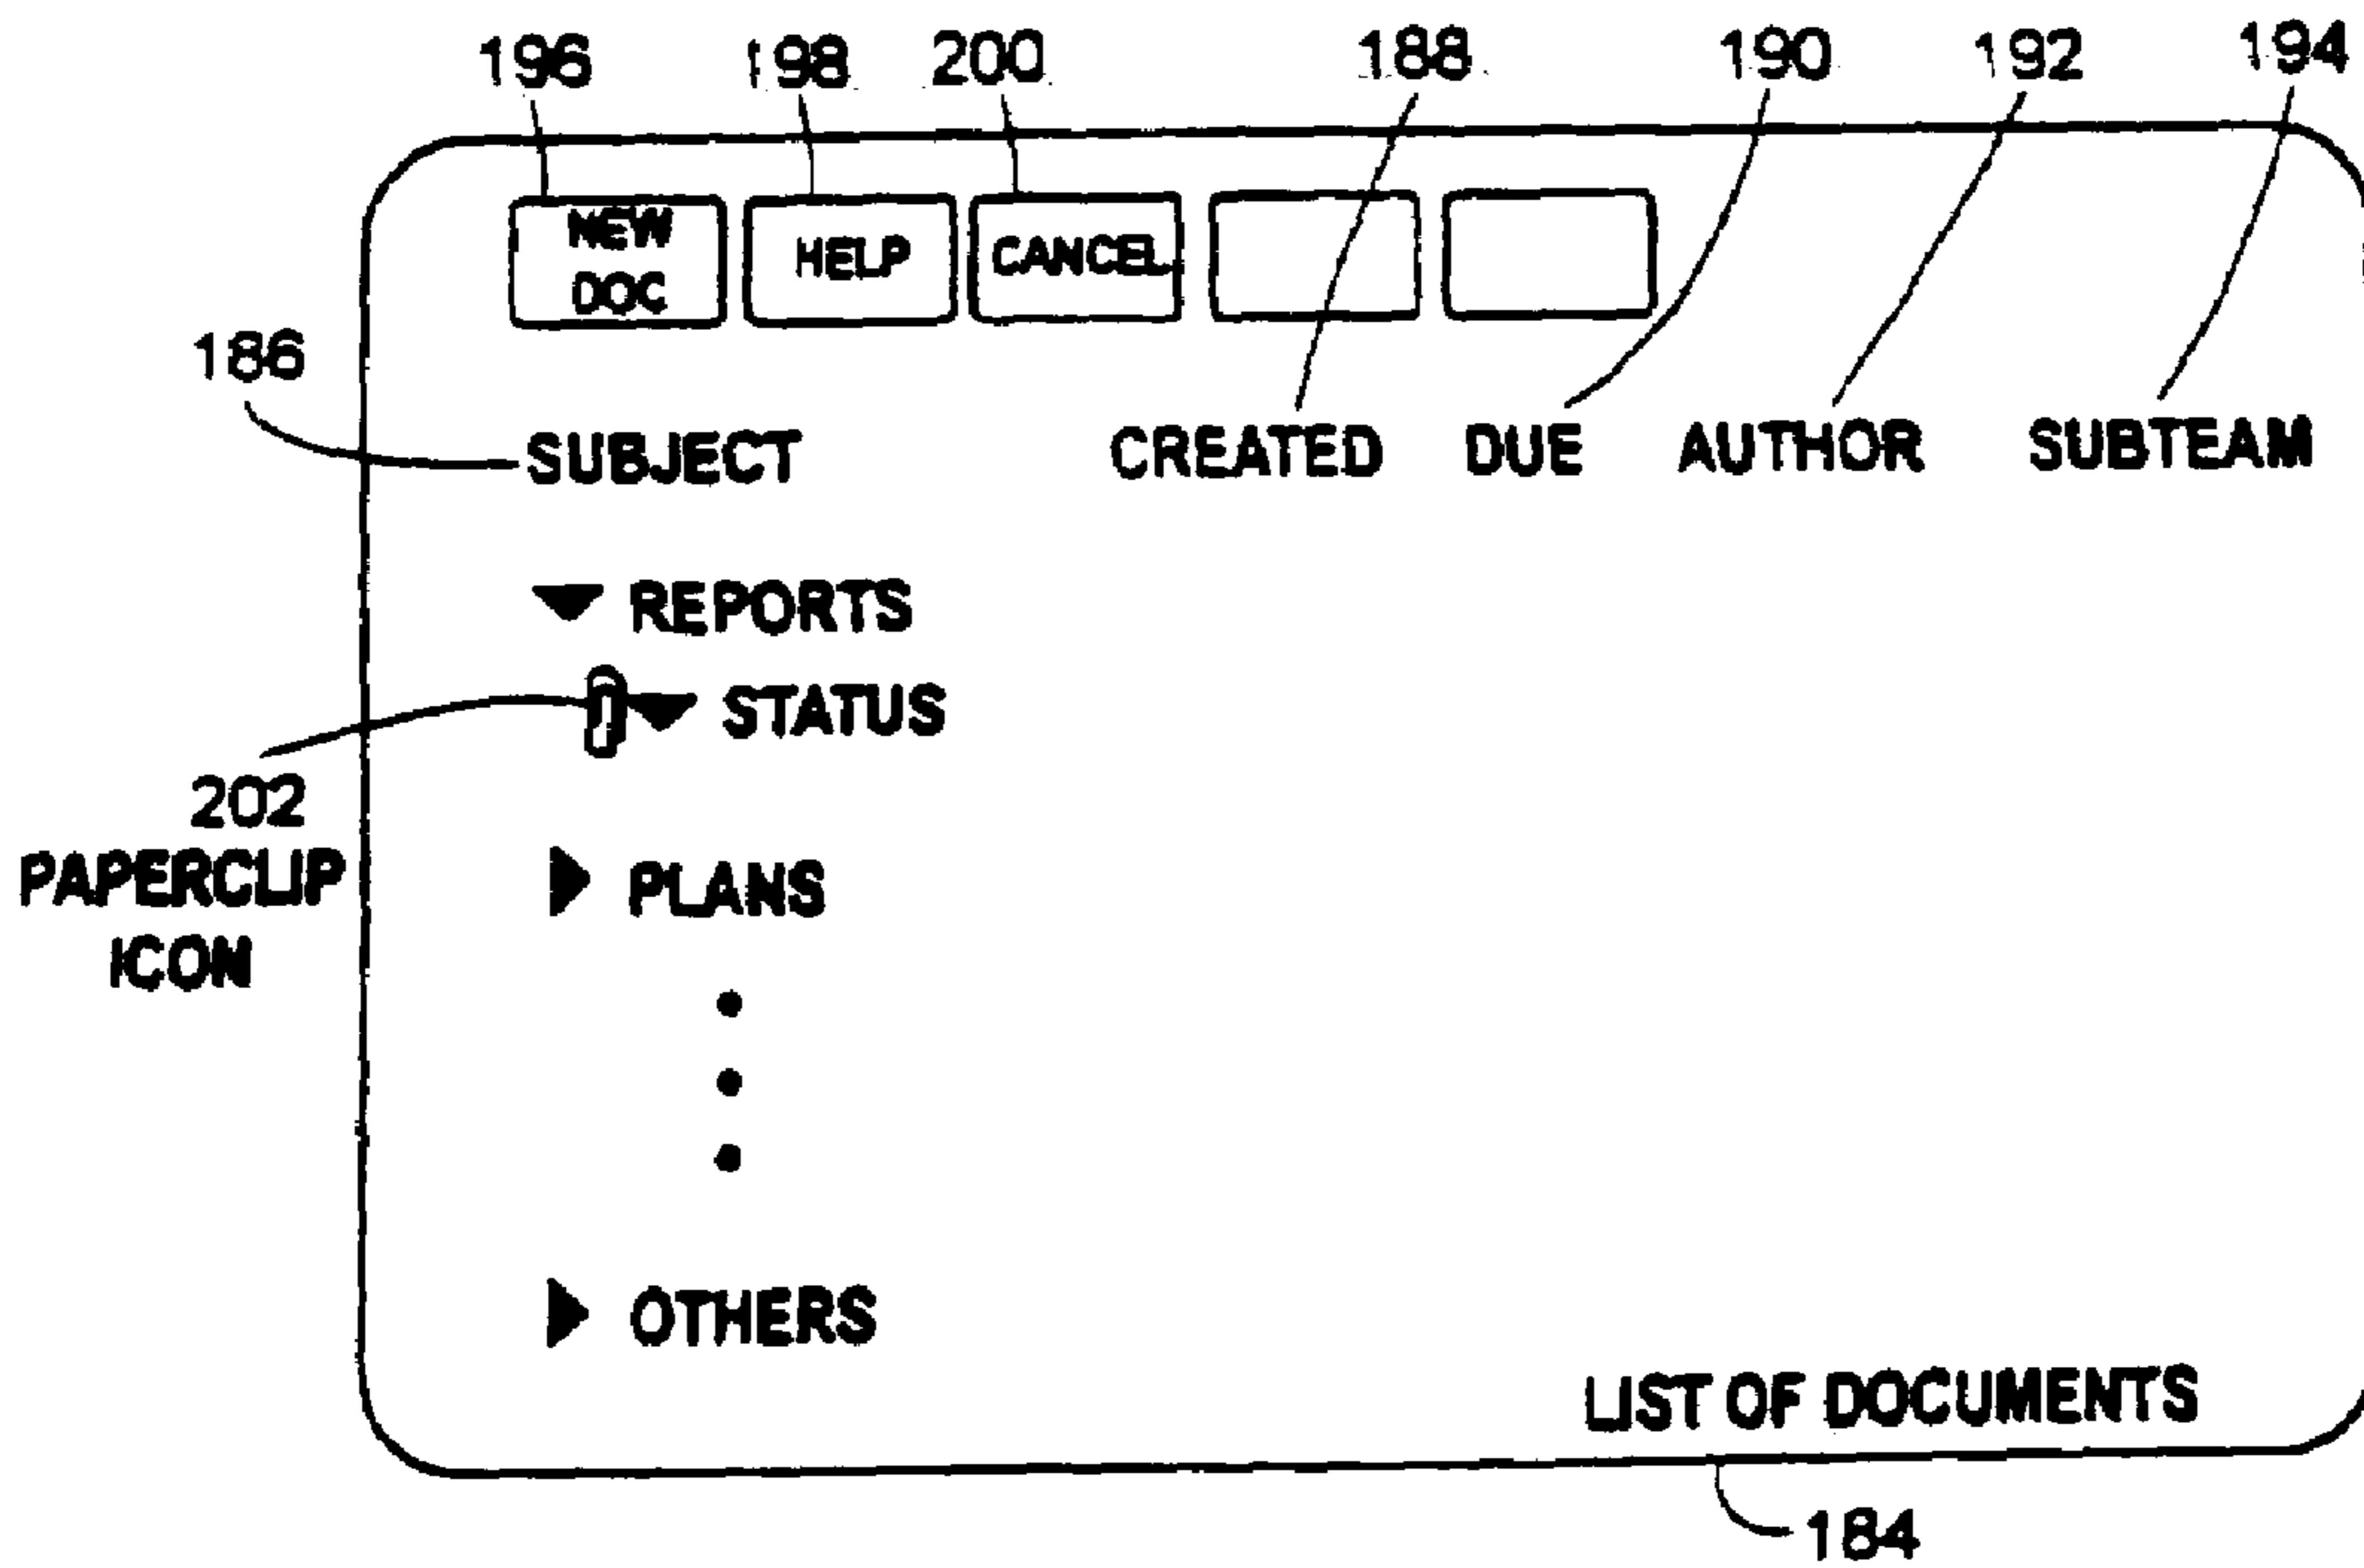 196 198 200 188 190 192 194
NEW
DOC
HELP
CANCEL
186
SUBJECT CREATED DUE AUTHOR SUBTEAM
REPORTS
STATUS
202
PAPERCLIP
ICON
PLANS
OTHERS
LIST OF DOCUMENTS
184